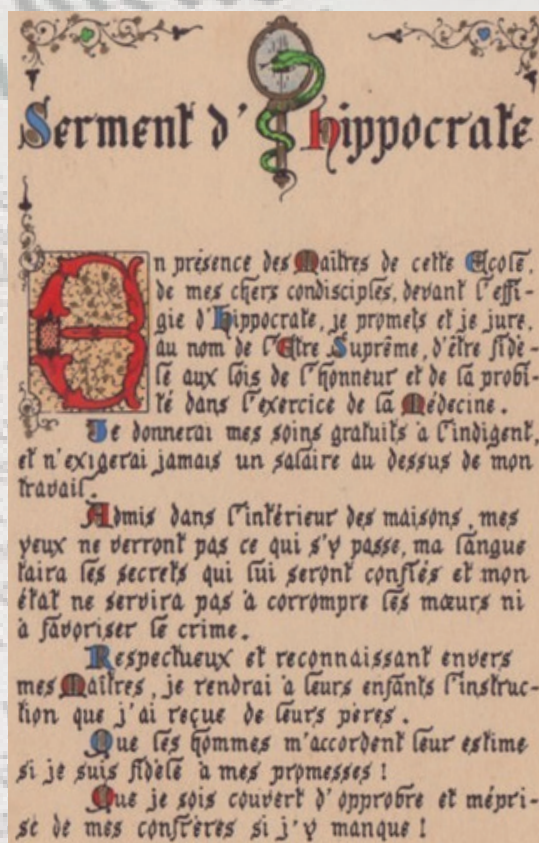 Serment d'hippocrate
En présence des Maîtres de cette Ecole,
de mes chers condisciples, devant l'effi-
gie d'Hippocrate, je promets et je jure,
au nom de l'Etre Suprême, d'être fidè-
le aux lois de l'honneur et de la probi-
té dans l'exercice de la Médecine.
Je donnerai mes soins gratuits à l'indigent,
et n'exigerai jamais un salaire au dessus de mon
travail.
Admis dans l'intérieur des maisons, mes
yeux ne verront pas ce qui s'y passe, ma langue
taira les secrets qui lui seront confiés et mon
état ne servira pas à corrompre les mœurs ni
à favoriser le crime.
Respectueux et reconnaissant envers
mes Maîtres, je rendrai à leurs enfants l'instruc-
tion que j'ai reçue de leurs pères.
Que les hommes m'accordent leur estime
si je suis fidèle à mes promesses !
Que je sois couvert d'opprobre et mépri-
sé de mes confrères si j'y manque !